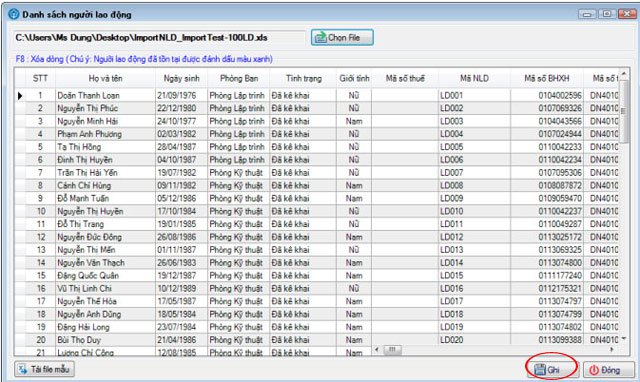 Danh sách người lao động
C:\Users\Ms Dung\Desktop\ImportNLD_ImportTest-100LD.xls Chọn File
F8 : Xóa dòng ( Chú ý: Người lao động đã tồn tại được đánh dấu màu xanh)
STT Họ và tên Ngày sinh Phòng Ban Tình trạng Giới tính Mã số thuế Mã NLD Mã số BHXH Mã số t
1 Doãn Thanh Loan 21/09/1976 Phòng Lập trình Đã kê khai Nữ LD001 0104002596 DN4010
2 Nguyễn Thị Phúc 22/12/1980 Phòng Lập trình Đã kê khai Nữ LD002 0107069326 DN4010
3 Nguyễn Minh Hải 24/10/1977 Phòng Lập trình Đã kê khai Nam LD003 0104043566 DN4010
4 Phạm Anh Phương 02/03/1982 Phòng Lập trình Đã kê khai Nữ LD004 0107024944 DN4010
5 Tạ Thị Hồng 28/04/1987 Phòng Lập trình Đã kê khai Nữ LD005 0110042233 DN4010
6 Đinh Thị Huyền 04/10/1987 Phòng Lập trình Đã kê khai Nữ LD006 0110042234 DN4010
7 Trần Thị Hải Yến 19/07/1982 Phòng Kỹ thuật Đã kê khai Nữ LD007 0107095306 DN4010
8 Cánh Chí Hùng 09/11/1982 Phòng Kỹ thuật Đã kê khai Nam LD008 0108087872 DN4010
9 Đỗ Mạnh Tuấn 05/12/1986 Phòng Kỹ thuật Đã kê khai Nam LD009 0109059470 DN4010
10 Nguyễn Thị Huyền 17/10/1984 Phòng Kỹ thuật Đã kê khai Nữ LD010 0110042237 DN4010
11 Đỗ Thị Trang 19/01/1985 Phòng Kỹ thuật Đã kê khai Nữ LD011 0110049287 DN4010
12 Nguyễn Đức Đông 26/08/1986 Phòng Kỹ thuật Đã kê khai Nam LD012 0113025172 DN4010
13 Nguyễn Thị Mến 01/11/1987 Phòng Kỹ thuật Đã kê khai Nữ LD013 0113069325 DN4010
14 Nguyễn Văn Thạch 26/06/1983 Phòng Kỹ thuật Đã kê khai Nam LD014 0113074800 DN4010
15 Đặng Quốc Quân 19/12/1987 Phòng Kỹ thuật Đã kê khai Nam LD015 0111177240 DN4010
16 Vũ Thị Linh Chi 10/12/1989 Phòng Kỹ thuật Đã kê khai Nữ LD016 0112175321 DN4010
17 Nguyễn Thế Hòa 17/05/1987 Phòng Kỹ thuật Đã kê khai Nam LD017 0113074797 DN4010
18 Nguyễn Anh Dũng 18/05/1984 Phòng Kỹ thuật Đã kê khai Nam LD018 0113074799 DN4010
19 Đặng Hải Long 23/07/1984 Phòng Kỹ thuật Đã kê khai Nam LD019 0113074802 DN4010
20 Bùi Thọ Duy 21/04/1986 Phòng Kỹ thuật Đã kê khai Nam LD020 0113099388 DN4010
21 Lương Chí Công 12/08/1985 Phòng Kỹ thuật Đã kê khai Nam
Tải file mẫu Ghi Đóng